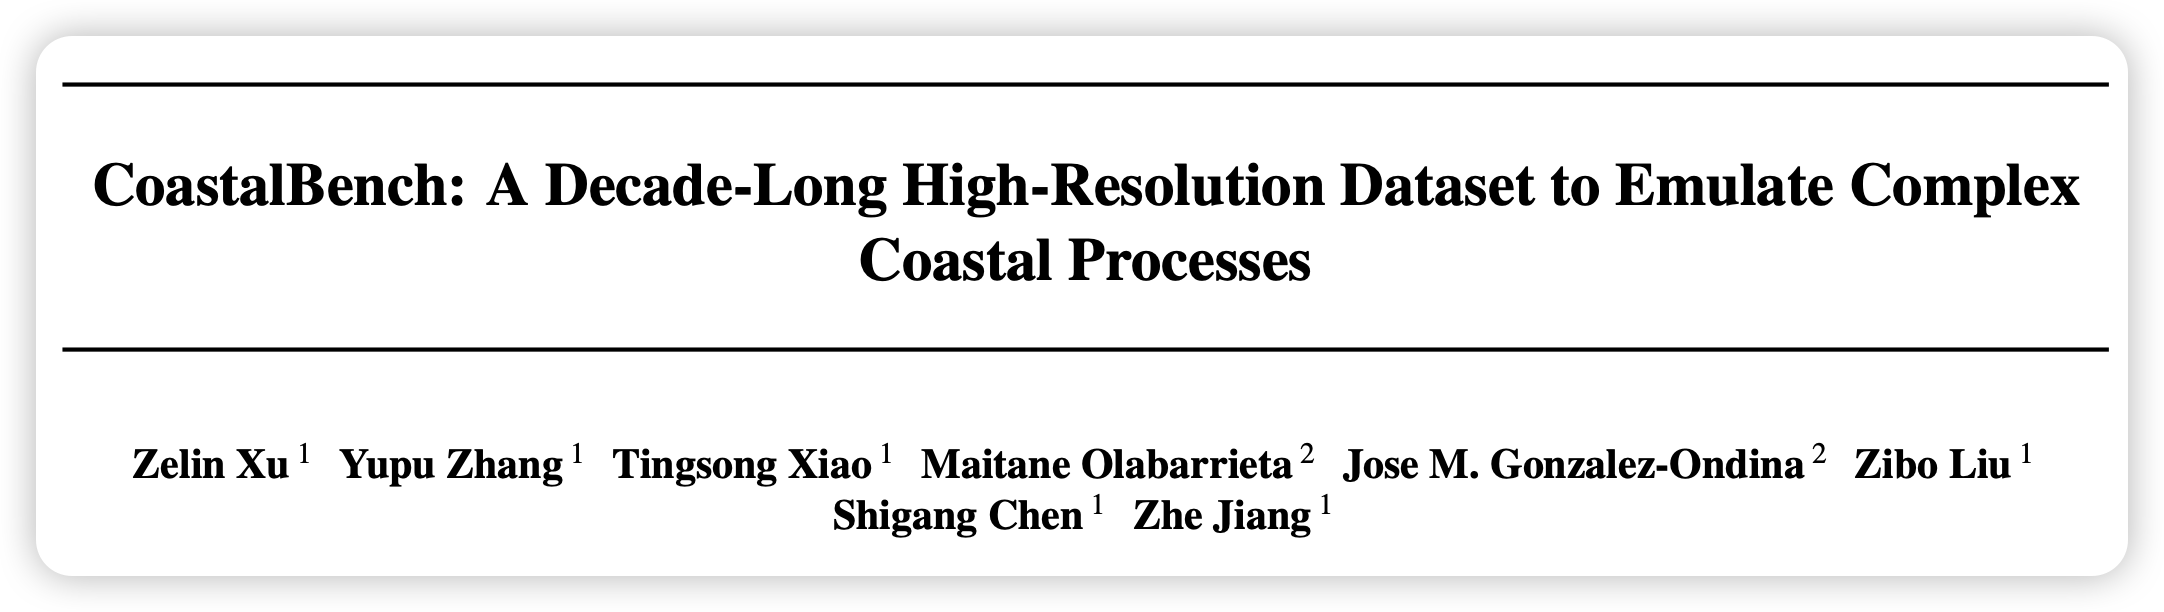 CoastalBench: A Decade-Long High-Resolution Dataset to Emulate Complex
Coastal Processes
Zelin Xu 1 Yupu Zhang 1 Tingsong Xiao 1 Maitane Olabarrieta 2 Jose M. Gonzalez-Ondina 2 Zibo Liu 1
Shigang Chen 1 Zhe Jiang 1